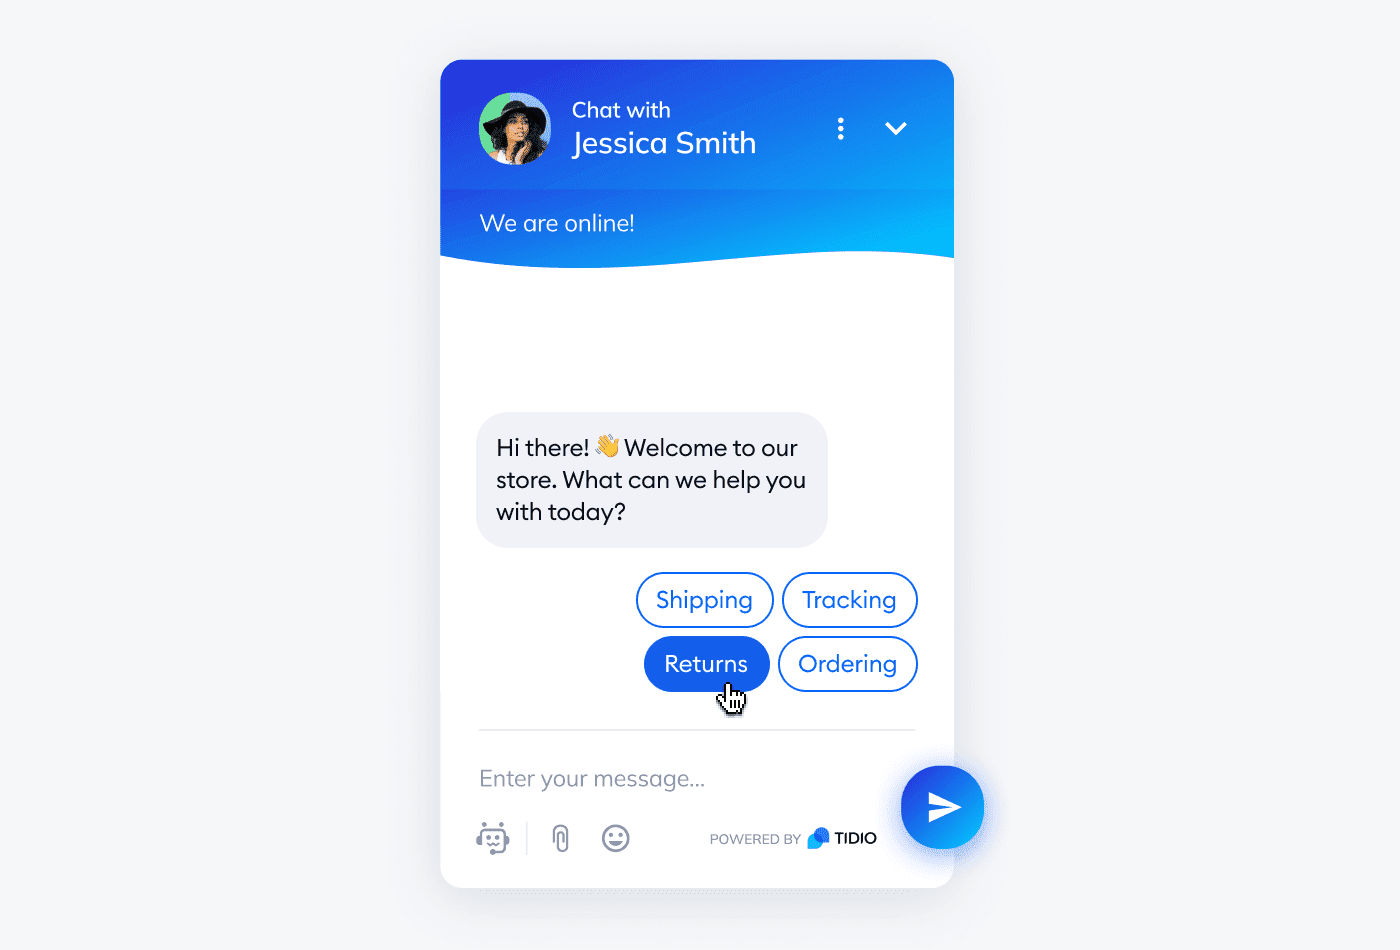 Chat with
Jessica Smith
We are online!
Hi there! 👋 Welcome to our
store. What can we help you
with today?
Shipping
Tracking
Returns
Ordering
Enter your message...
POWERED BY TIDIO